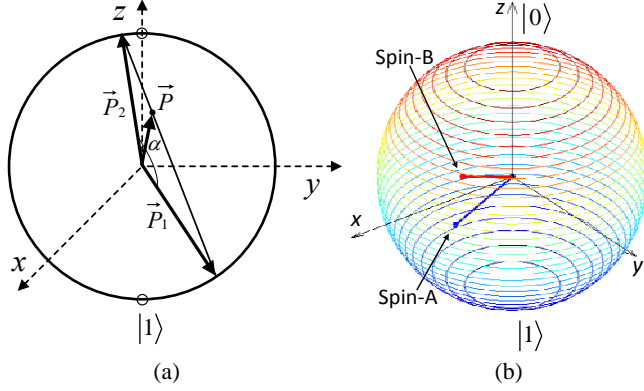 z
P⃗₂
P⃗
α
y
P⃗₁
x
|1⟩
(a)
z
|0⟩
Spin-B
x
y
Spin-A
|1⟩
(b)